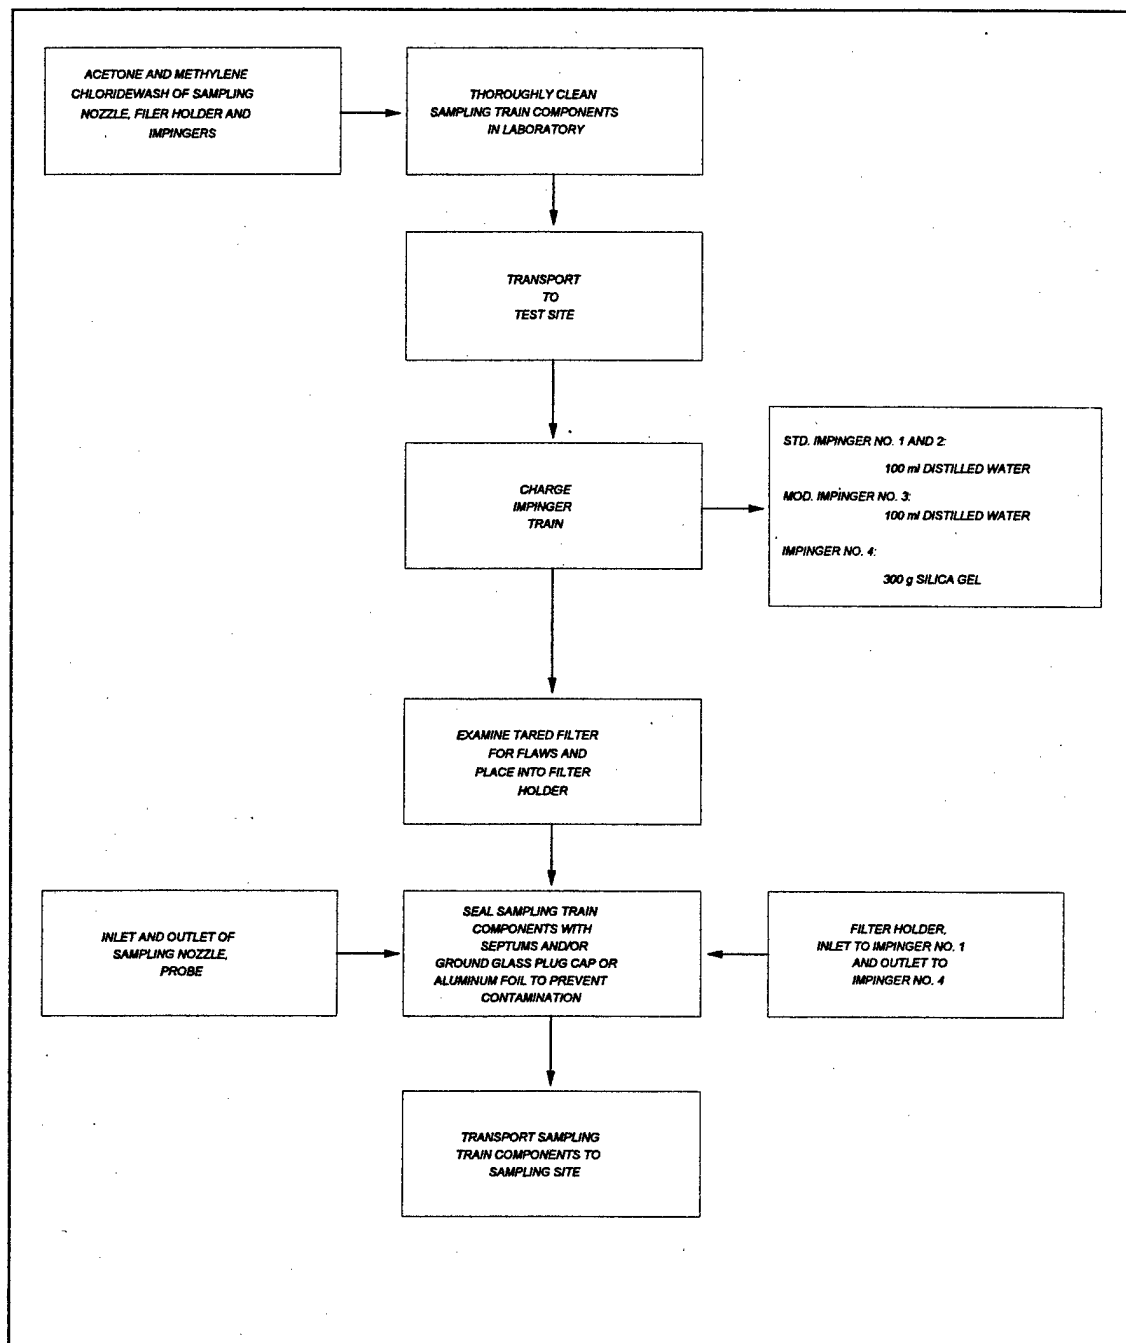 ACETONE AND METHYLENE
CHLORIDEWASH OF SAMPLING
NOZZLE, FILER HOLDER AND
IMPINGERS
THOROUGHLY CLEAN
SAMPLING TRAIN COMPONENTS
IN LABORATORY
TRANSPORT
TO
TEST SITE
CHARGE
IMPINGER
TRAIN
STD. IMPINGER NO. 1 AND 2:
100 ml DISTILLED WATER
MOD. IMPINGER NO. 3:
100 ml DISTILLED WATER
IMPINGER NO. 4:
300 g SILICA GEL
EXAMINE TARED FILTER
FOR FLAWS AND
PLACE INTO FILTER
HOLDER
INLET AND OUTLET OF
SAMPLING NOZZLE,
PROBE
SEAL SAMPLING TRAIN
COMPONENTS WITH
SEPTUMS AND/OR
GROUND GLASS PLUG CAP OR
ALUMINUM FOIL TO PREVENT
CONTAMINATION
FILTER HOLDER,
INLET TO IMPINGER NO. 1
AND OUTLET TO
IMPINGER NO. 4
TRANSPORT SAMPLING
TRAIN COMPONENTS TO
SAMPLING SITE